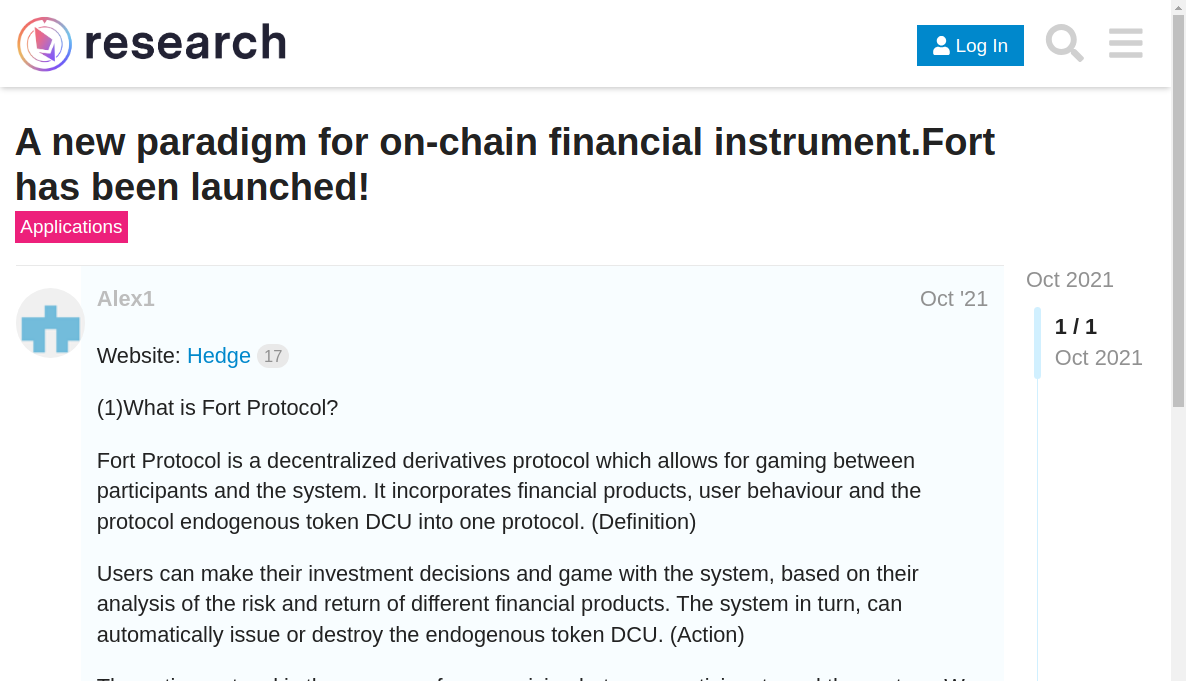 research
Log In
A new paradigm for on-chain financial instrument.Fort
has been launched!
Applications
Alex1
Oct '21
Oct 2021
1 / 1
Oct 2021
Website: Hedge 17
(1)What is Fort Protocol?
Fort Protocol is a decentralized derivatives protocol which allows for gaming between
participants and the system. It incorporates financial products, user behaviour and the
protocol endogenous token DCU into one protocol. (Definition)
Users can make their investment decisions and game with the system, based on their
analysis of the risk and return of different financial products. The system in turn, can
automatically issue or destroy the endogenous token DCU. (Action)